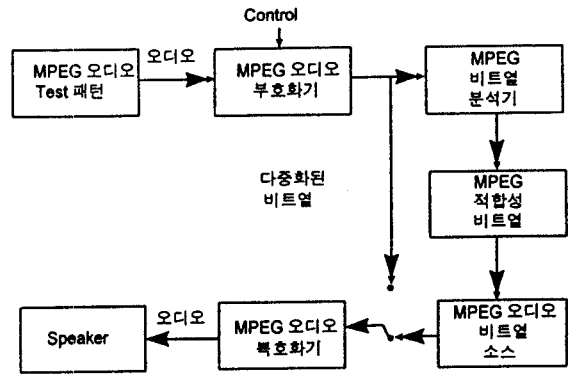 Control
오디오
MPEG 오디오
Test 패턴
MPEG 오디오
부호화기
MPEG
비트열
분석기
다중화된
비트열
MPEG
적합성
비트열
Speaker
오디오
MPEG 오디오
복호화기
MPEG 오디오
비트열
소스